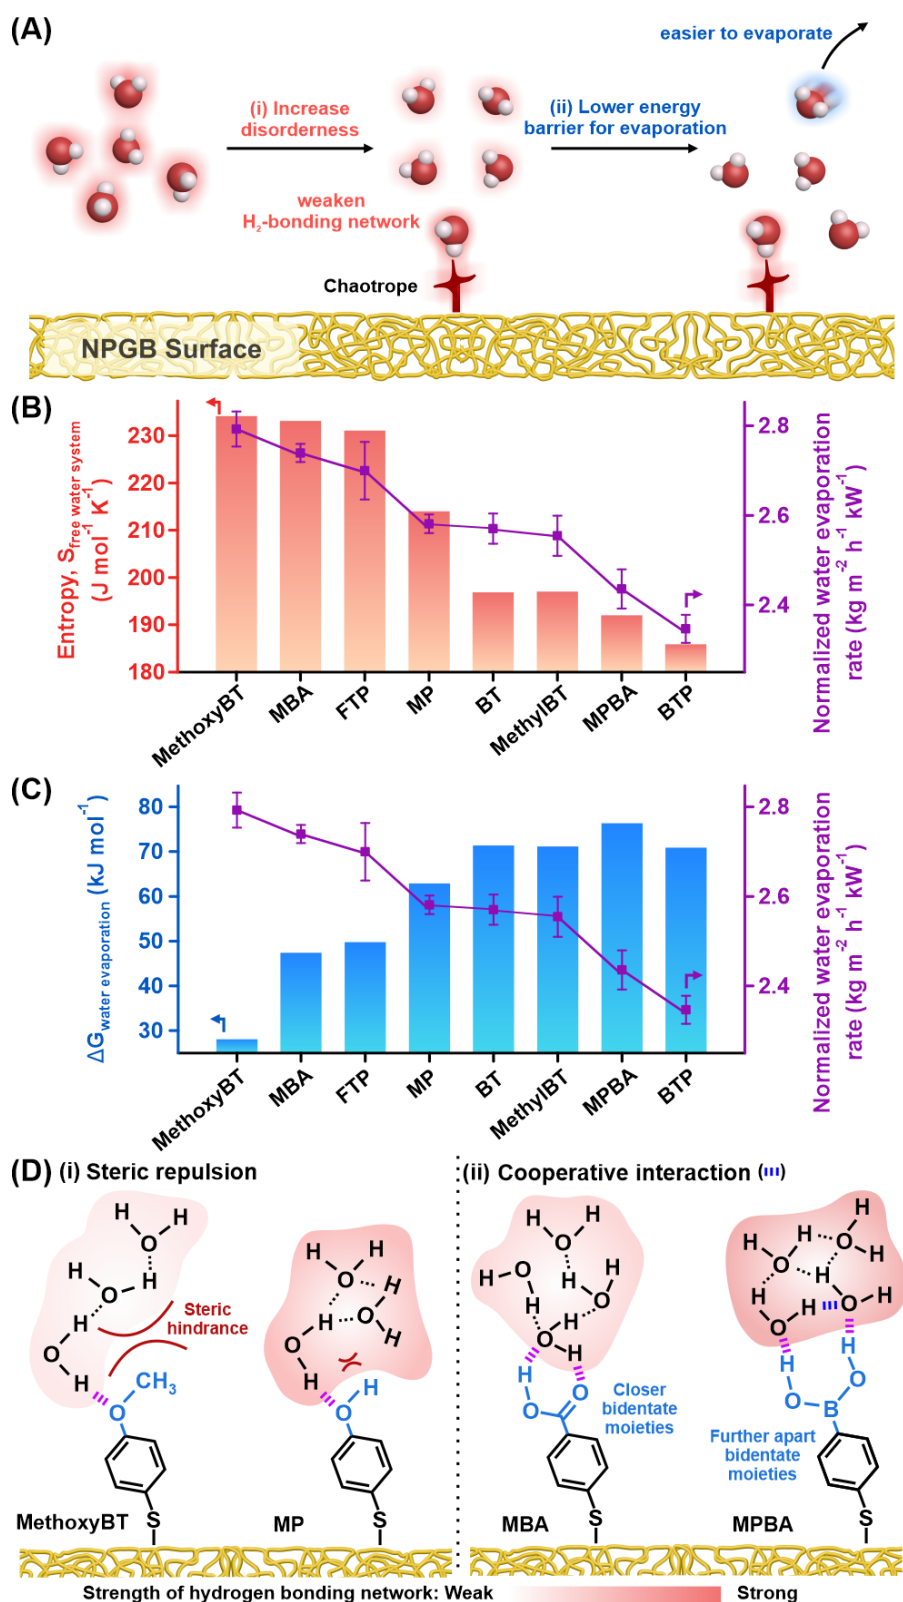 (A)
easier to evaporate
(i) Increase
disorderness
(ii) Lower energy
barrier for evaporation
weaken
H₂-bonding network
Chaotrope
NPGB Surface
(B)
Entropy, S free water system
(J mol⁻¹ K⁻¹)
230
220
210
200
190
180
2.8
2.6
2.4
Normalized water evaporation
rate (kg m⁻² h⁻¹ kW⁻¹)
MethoxyBT
MBA
FTP
MP
BT
MethylBT
MPBA
BTP
(C)
ΔG water evaporation (kJ mol⁻¹)
80
70
60
50
40
30
2.8
2.6
2.4
Normalized water evaporation
rate (kg m⁻² h⁻¹ kW⁻¹)
MethoxyBT
MBA
FTP
MP
BT
MethylBT
MPBA
BTP
(D) (i) Steric repulsion
H
H
O
H
H
O
H
O
H
Steric
hindrance
CH₃
O
S
MethoxyBT
H
H
O
H
H
O
H
O
H
H
O
S
MP
(ii) Cooperative interaction ( )
H
H
O
H
O
H
H
H
O
H
O
H
H
O
O
Closer
bidentate
moieties
S
MBA
H
H
O
O
H
H
H
H
O
O
H
H
H
O
O
B
Further apart
bidentate
moieties
S
MPBA
Strength of hydrogen bonding network: Weak
Strong